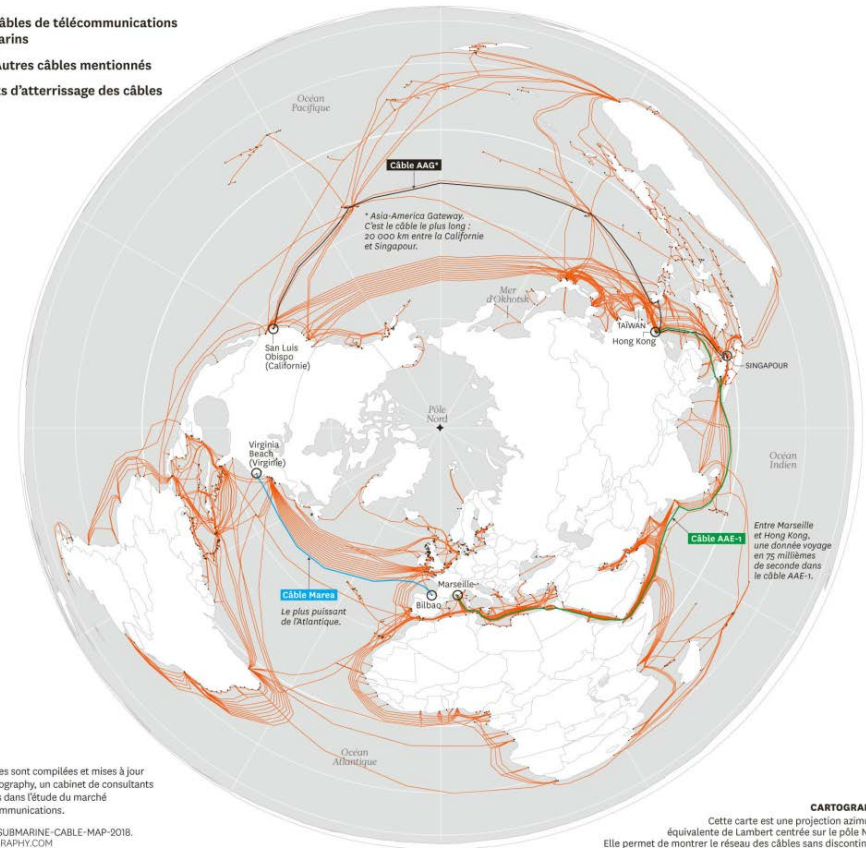 âbles de télécommunications
arins
Autres câbles mentionnés
s d'atterrissage des câbles
Océan
Pacifique
Câble AAG*
* Asia-America Gateway.
C'est le câble le plus long :
20 000 km entre la Californie
et Singapour.
Mer
d'Okhotsk
TAÏWAN
Hong Kong
San Luis
Obispo
(Californie)
SINGAPOUR
Pôle
Nord
Virginia
Beach
(Virginie)
Océan
Indien
Câble AAE-1
Entre Marseille
et Hong Kong,
une donnée voyage
en 75 millièmes
de seconde dans
le câble AAE-1.
Câble Marea
Le plus puissant
de l'Atlantique.
Marseille
Bilbao
Océan
Atlantique
es sont compilées et mises à jour
ography, un cabinet de consultants
s dans l'étude du marché
ommunications.
SUBMARINE-CABLE-MAP-2018.
RAPHY.COM
CARTOGRA
Cette carte est une projection azimu
équivalente de Lambert centrée sur le pôle N
Elle permet de montrer le réseau des câbles sans discontin